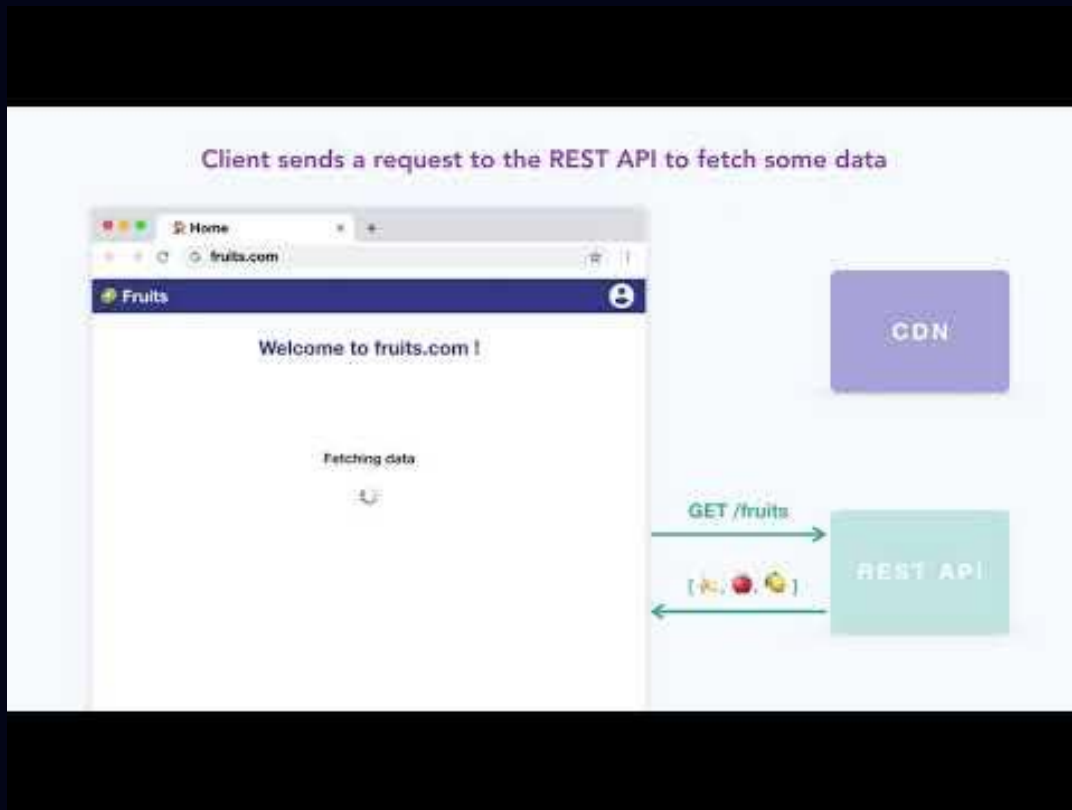 Client sends a request to the REST API to fetch some data
Home
fruits.com
Fruits
Welcome to fruits.com !
Fetching data
CDN
GET /fruits
[ , , ]
REST API